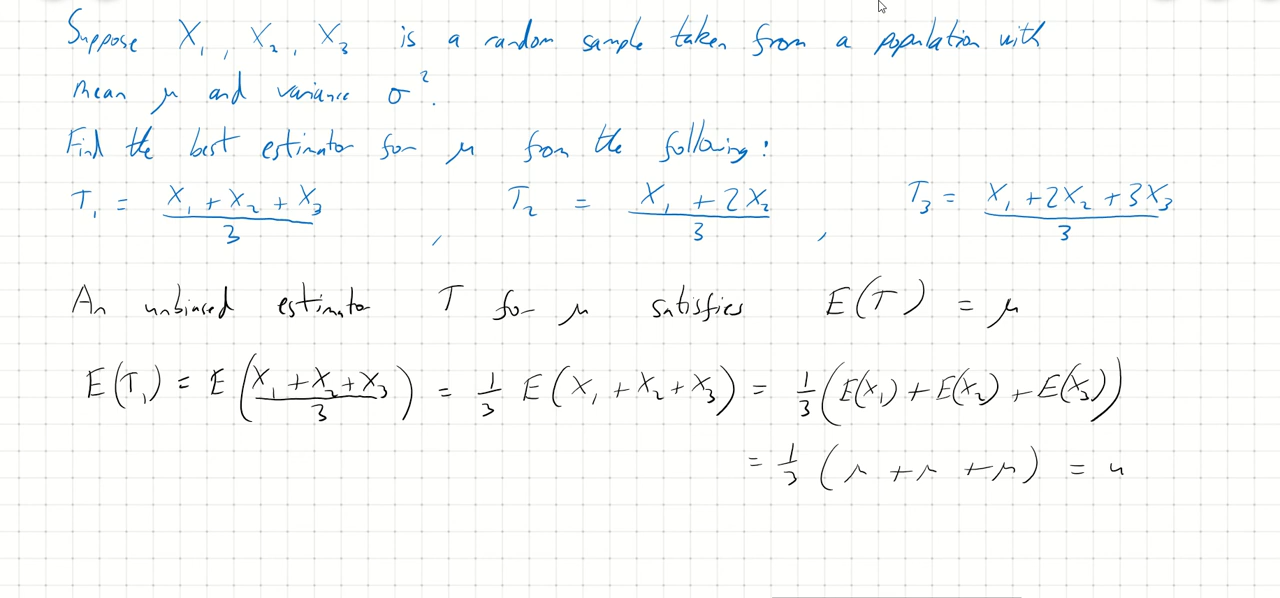 Suppose X₁, X₂, X₃ is a random sample taken from a population with
mean μ and variance σ².
Find the best estimator for μ from the following:
T₁ = (X₁ + X₂ + X₃)/3 , T₂ = (X₁ + 2X₂)/3 , T₃ = (X₁ + 2X₂ + 3X₃)/3
An unbiased estimator T for μ satisfies E(T) = μ
E(T₁) = E((X₁ + X₂ + X₃)/3) = 1/3 E(X₁ + X₂ + X₃) = 1/3 (E(X₁) + E(X₂) + E(X₃))
= 1/3 (μ + μ + μ) = μ